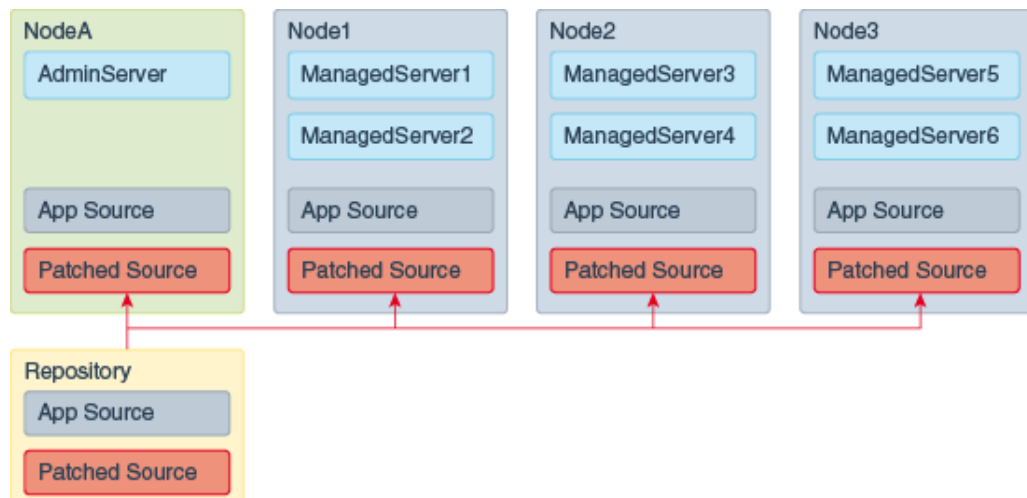 NodeA
AdminServer
App Source
Patched Source
Node1
ManagedServer1
ManagedServer2
App Source
Patched Source
Node2
ManagedServer3
ManagedServer4
App Source
Patched Source
Node3
ManagedServer5
ManagedServer6
App Source
Patched Source
Repository
App Source
Patched Source